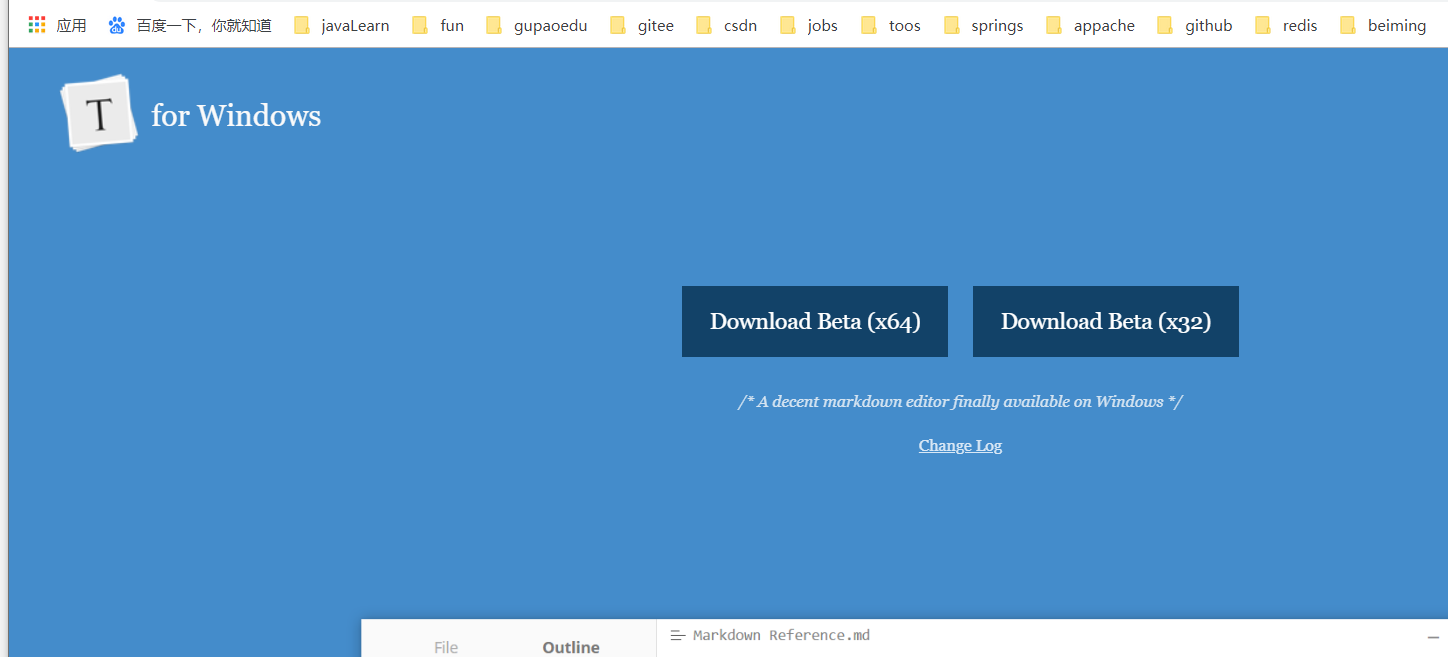 应用 百度一下，你就知道 javaLearn fun gupaoedu gitee csdn jobs toos springs appache github redis beiming
T for Windows
Download Beta (x64) Download Beta (x32)
/* A decent markdown editor finally available on Windows */
Change Log
File Outline Markdown Reference.md